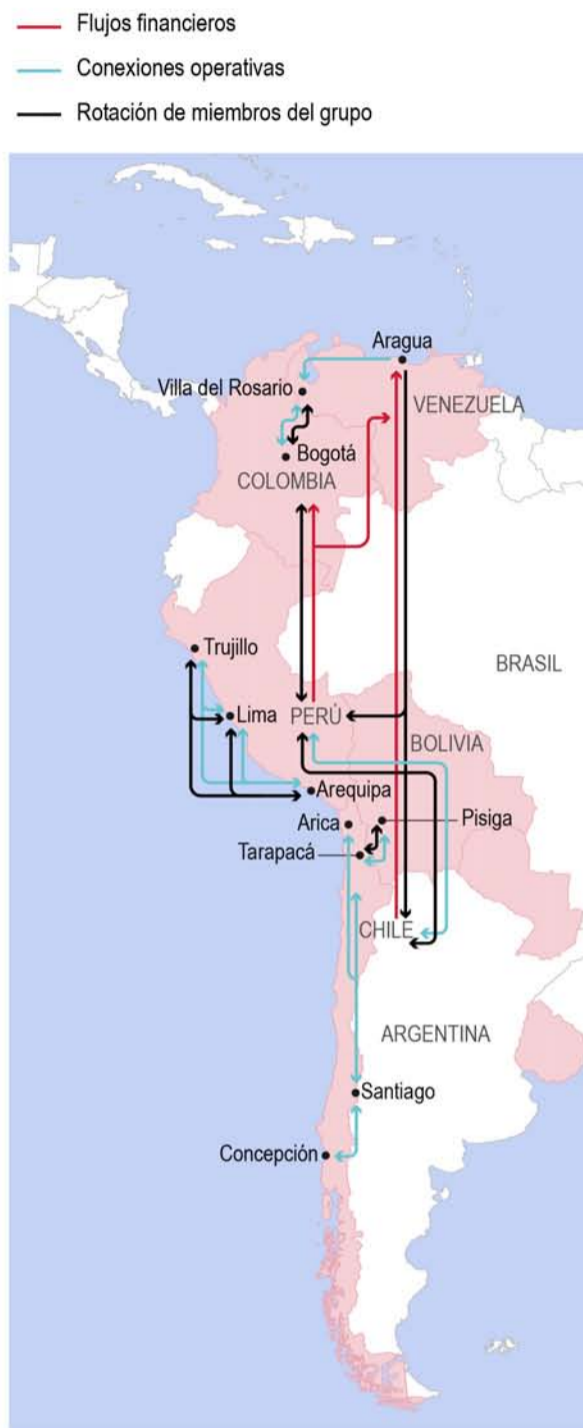 Flujos financieros
Conexiones operativas
Rotación de miembros del grupo
Aragua
Villa del Rosario
VENEZUELA
Bogotá
COLOMBIA
Trujillo
BRASIL
Lima
PERÚ
BOLIVIA
Arequipa
Pisiga
Arica
Tarapacá
CHILE
ARGENTINA
Santiago
Concepción